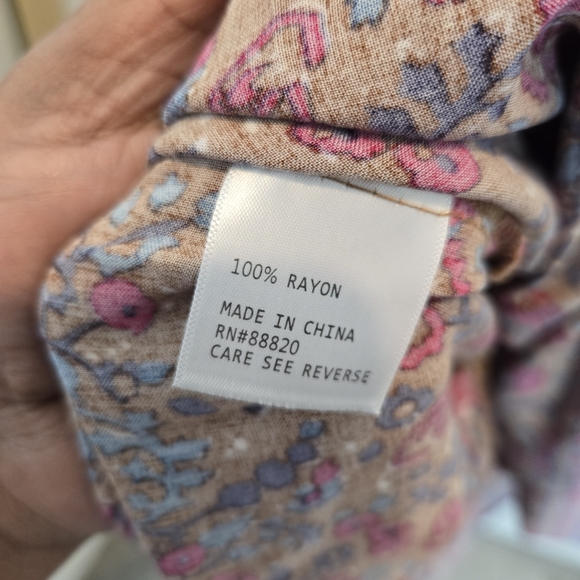 100% RAYON
MADE IN CHINA
RN#88820
CARE SEE REVERSE